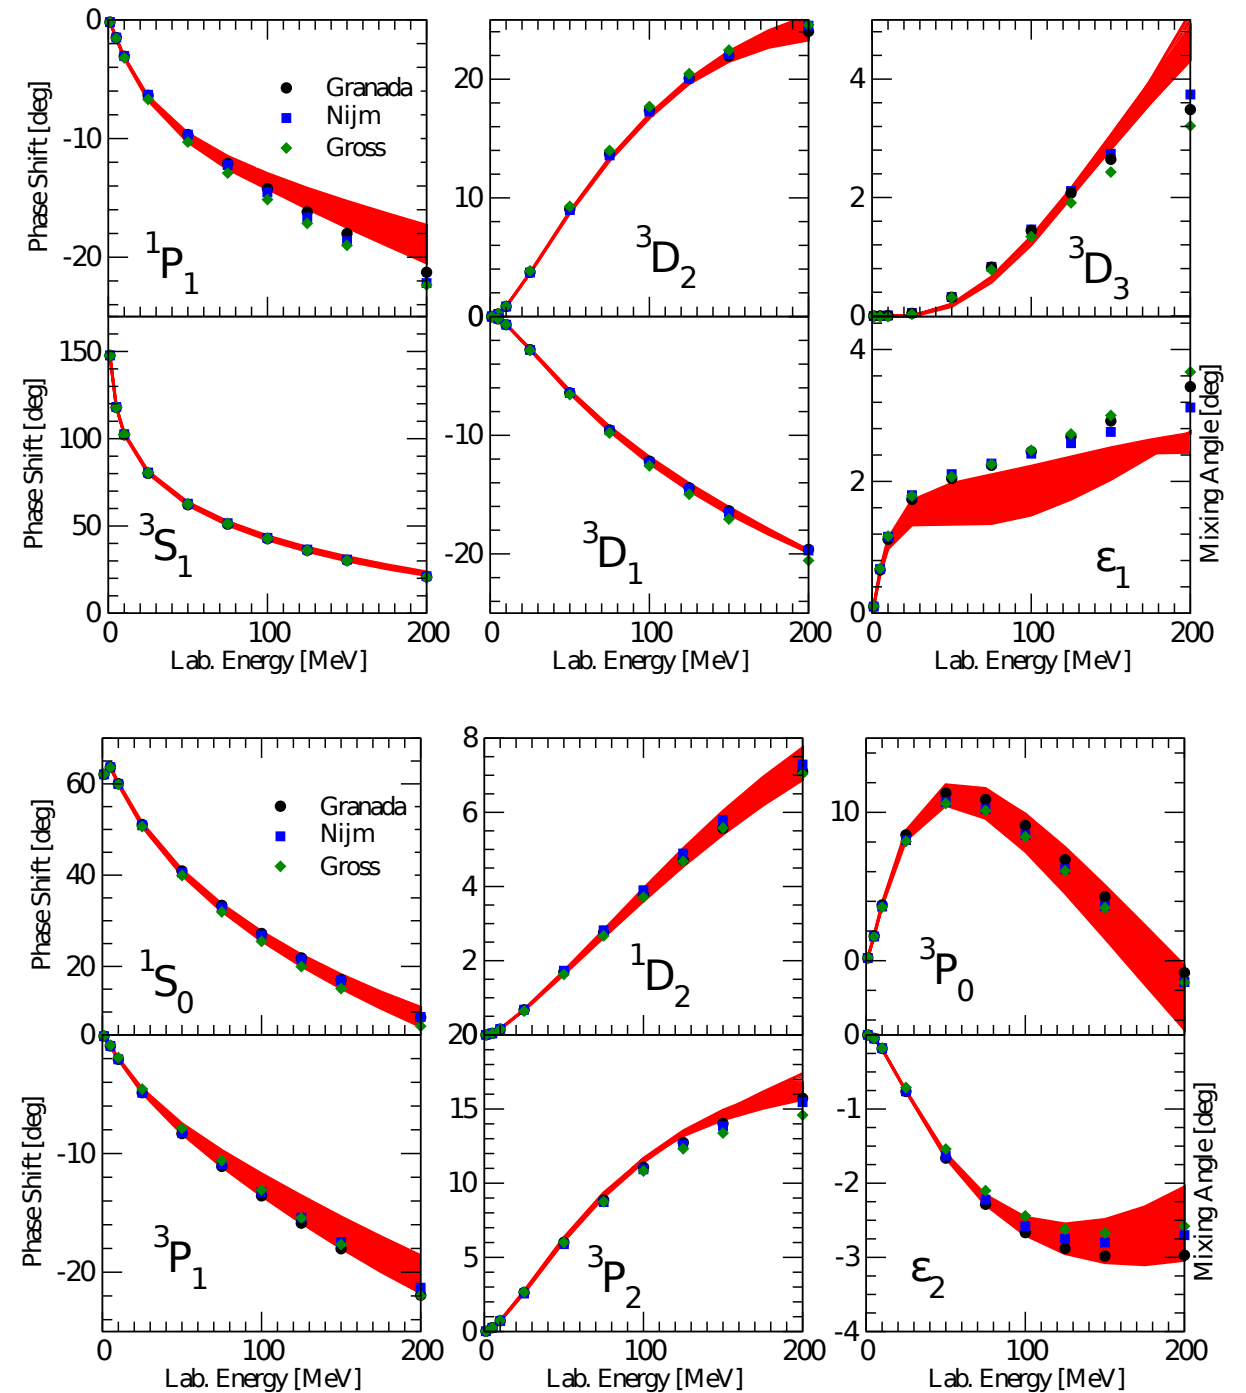 0
-10
-20
Phase Shift [deg]
Granada
Nijm
Gross
1P1
0
10
20
3D2
0
2
4
3D3
0
50
100
150
Phase Shift [deg]
3S1
0 100 200
Lab. Energy [MeV]
-10
-20
3D1
0 100 200
Lab. Energy [MeV]
0
2
4
Mixing Angle [deg]
ε1
0 100 200
Lab. Energy [MeV]
0
20
40
60
Phase Shift [deg]
Granada
Nijm
Gross
1S0
2
4
6
8
1D2
0
10
3P0
-10
-20
Phase Shift [deg]
3P1
0 100 200
Lab. Energy [MeV]
0
5
10
15
20
3P2
0 100 200
Lab. Energy [MeV]
0
-1
-2
-3
-4
Mixing Angle [deg]
ε2
0 100 200
Lab. Energy [MeV]